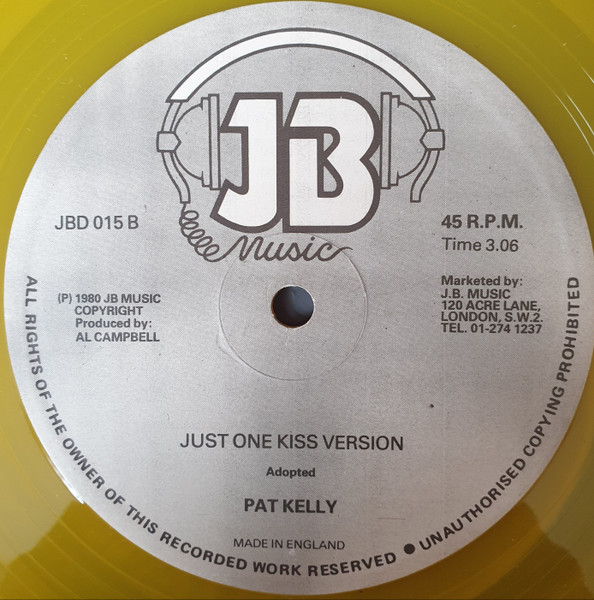 JB
Music
JBD 015 B
45 R.P.M.
Time 3.06
(P) 1980 JB MUSIC
COPYRIGHT
Produced by:
AL CAMPBELL
Marketed by:
J.B. MUSIC
120 ACRE LANE,
LONDON, S.W.2.
TEL. 01-274 1237
JUST ONE KISS VERSION
Adopted
PAT KELLY
MADE IN ENGLAND
ALL RIGHTS OF THE OWNER OF THIS RECORDED WORK RESERVED ● UNAUTHORISED COPYING PROHIBITED